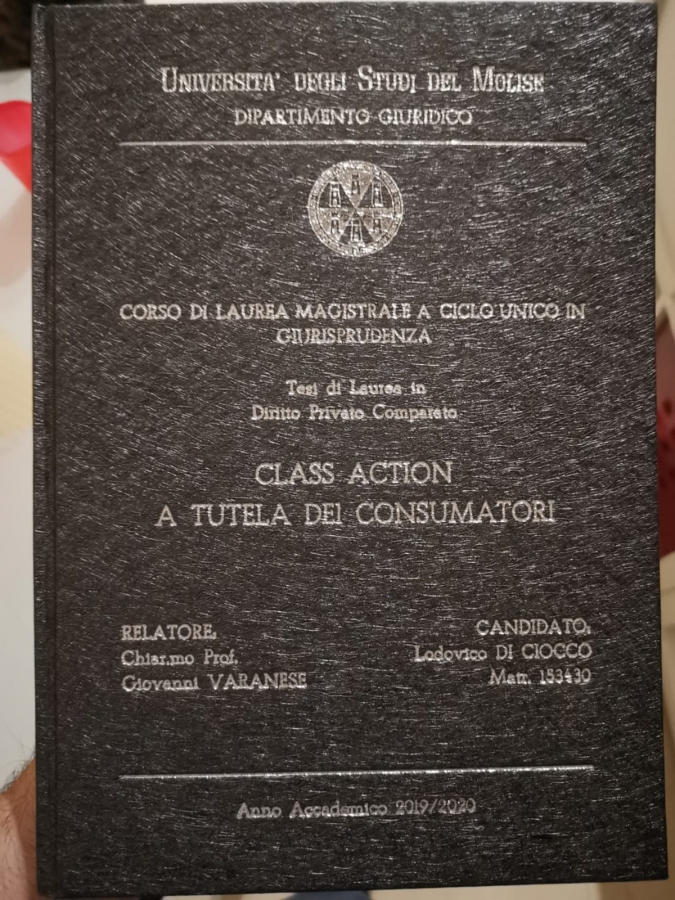 UNIVERSITA' DEGLI STUDI DEL MOLISE
DIPARTIMENTO GIURIDICO
CORSO DI LAUREA MAGISTRALE A CICLO UNICO IN
GIURISPRUDENZA
Tesi di Laurea in
Diritto Privato Comparato
CLASS ACTION
A TUTELA DEI CONSUMATORI
RELATORE:
Chiar.mo Prof.
Giovanni VARANESE
CANDIDATO:
Lodovico DI CIOCCO
Matr. 153430
Anno Accademico 2019/2020